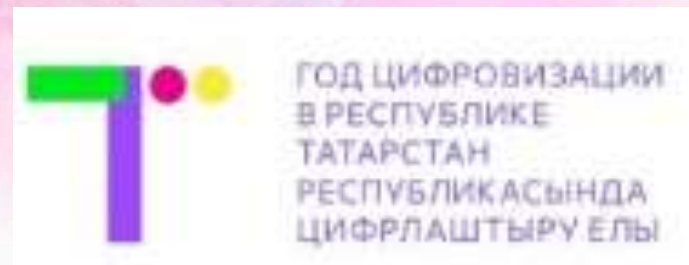 ГОД ЦИФРОВИЗАЦИИ
В РЕСПУБЛИКЕ
ТАТАРСТАН
РЕСПУБЛИКАСЫНДА
ЦИФРЛАШТЫРУ ЕЛЫ